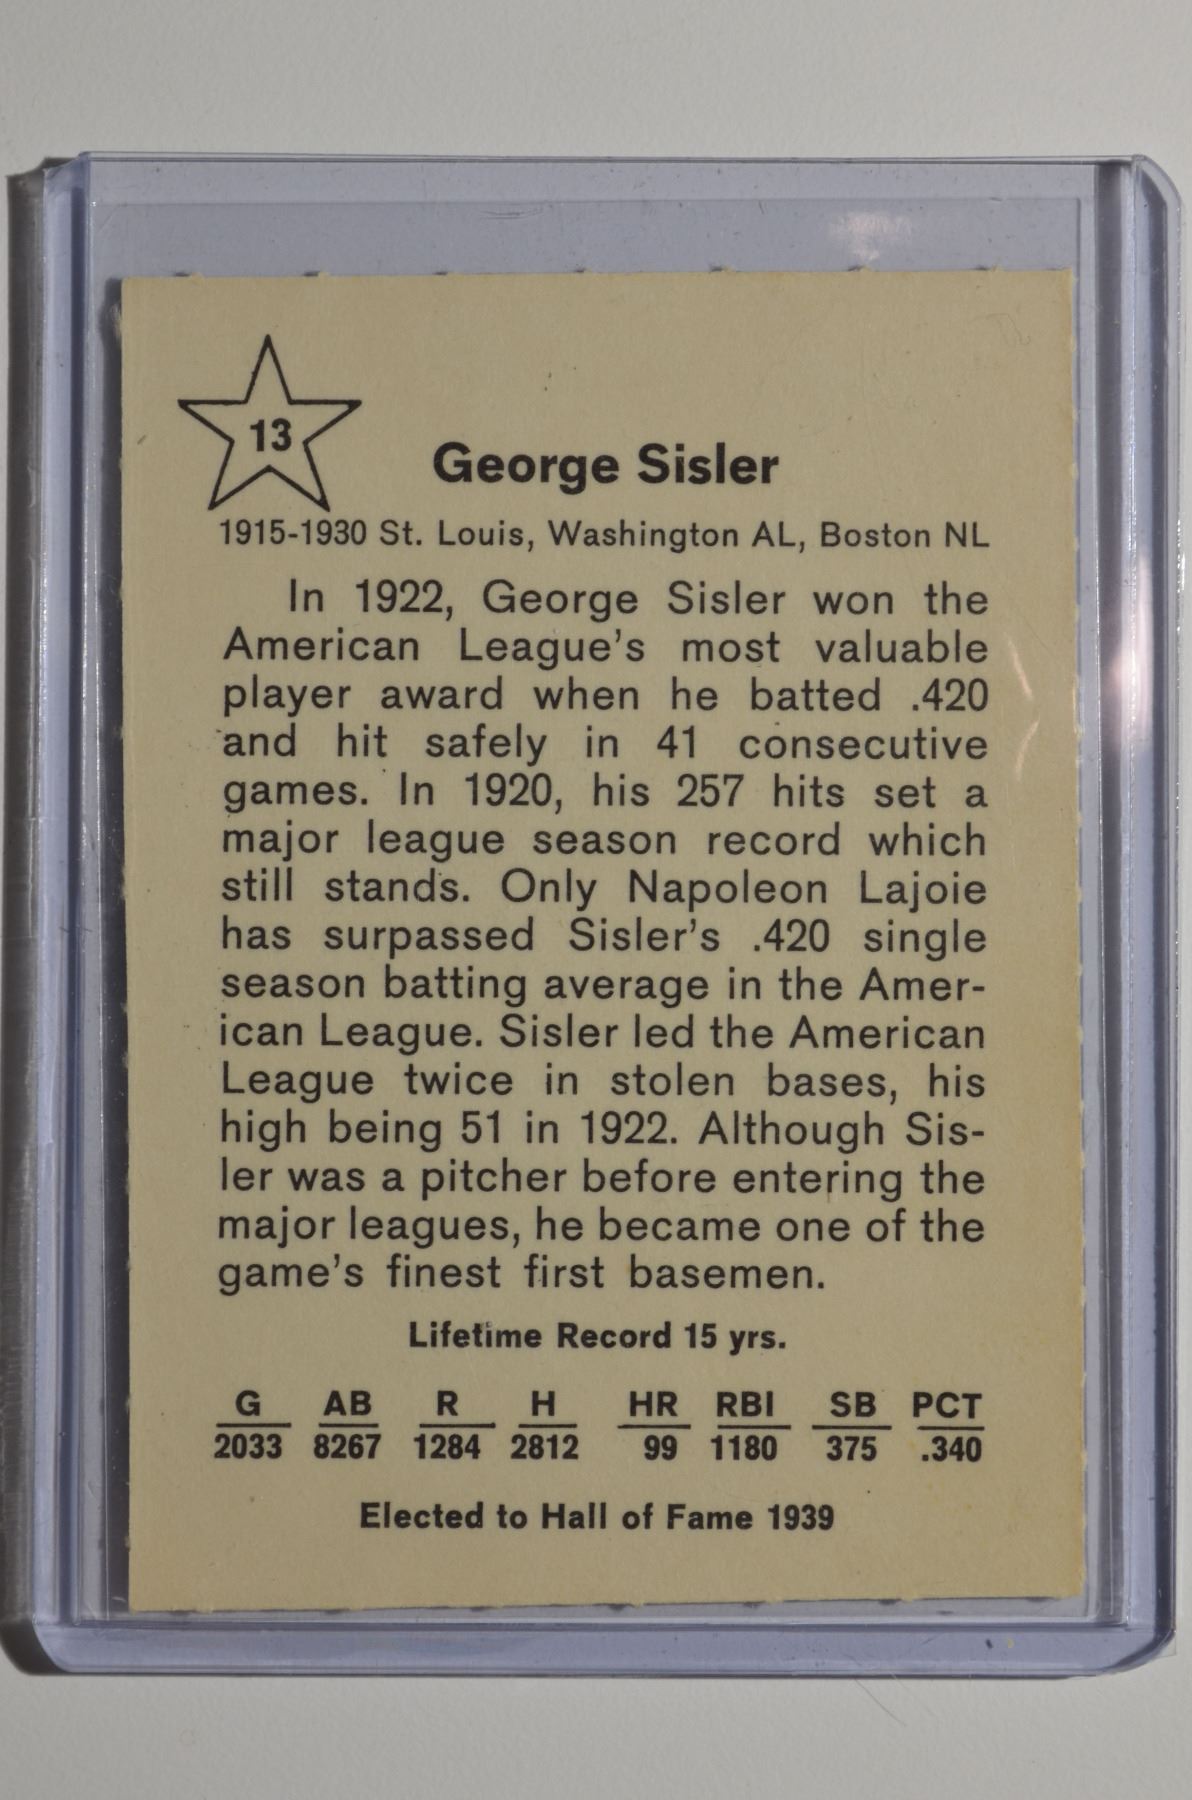 13
George Sisler
1915-1930 St. Louis, Washington AL, Boston NL
In 1922, George Sisler won the
American League's most valuable
player award when he batted .420
and hit safely in 41 consecutive
games. In 1920, his 257 hits set a
major league season record which
still stands. Only Napoleon Lajoie
has surpassed Sisler's .420 single
season batting average in the Amer-
ican League. Sisler led the American
League twice in stolen bases, his
high being 51 in 1922. Although Sis-
ler was a pitcher before entering the
major leagues, he became one of the
game's finest first basemen.
Lifetime Record 15 yrs.
G AB R H HR RBI SB PCT
2033 8267 1284 2812 99 1180 375 .340
Elected to Hall of Fame 1939